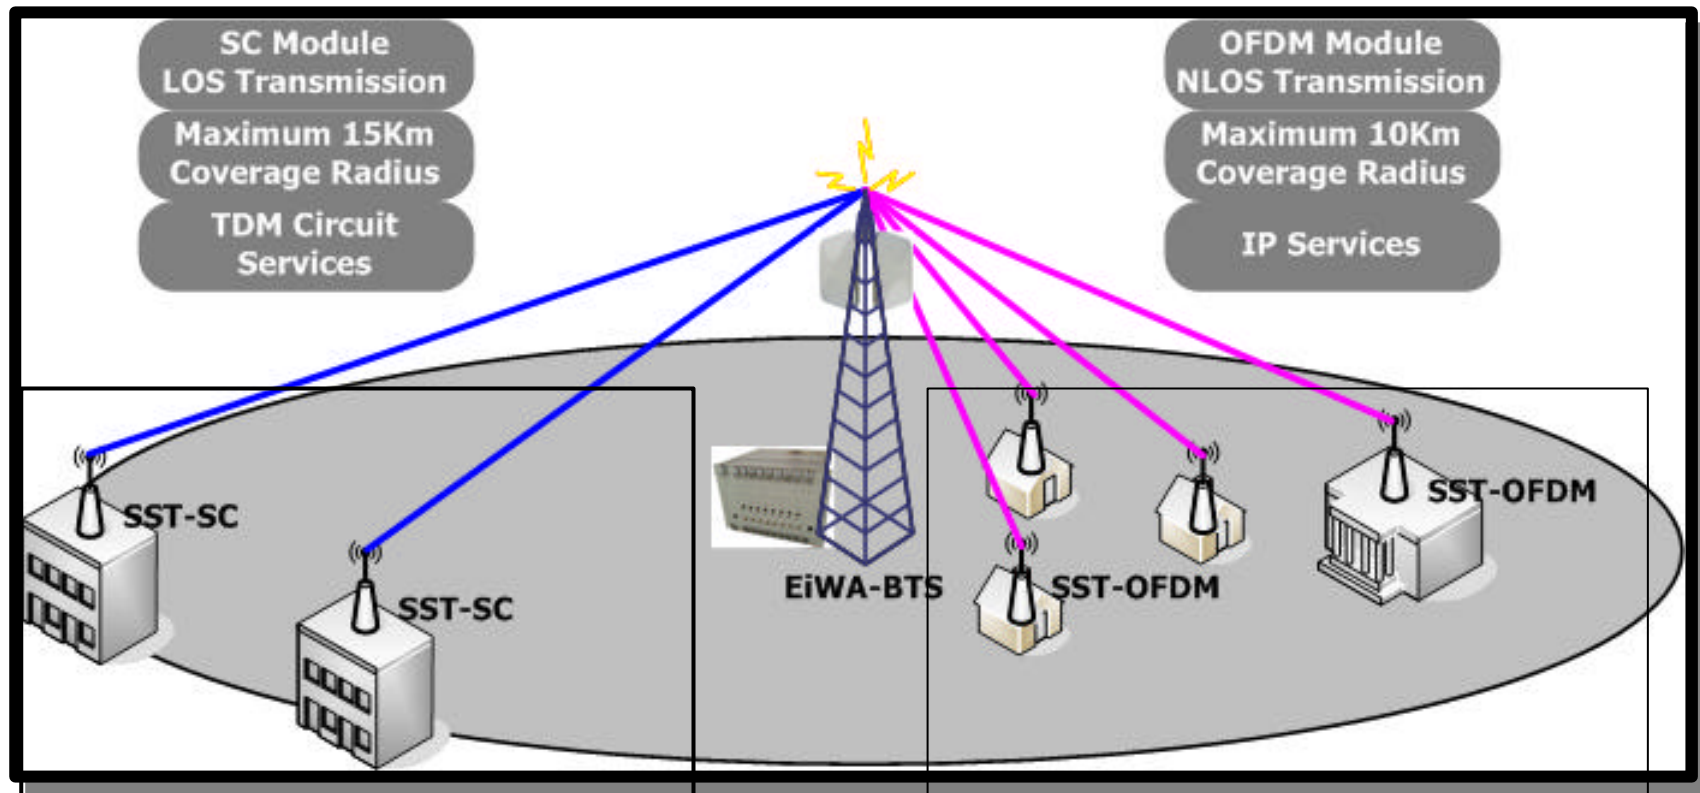 SC Module
LOS Transmission
Maximum 15Km
Coverage Radius
TDM Circuit
Services
OFDM Module
NLOS Transmission
Maximum 10Km
Coverage Radius
IP Services
SST-SC
SST-SC
EiWA-BTS
SST-OFDM
SST-OFDM